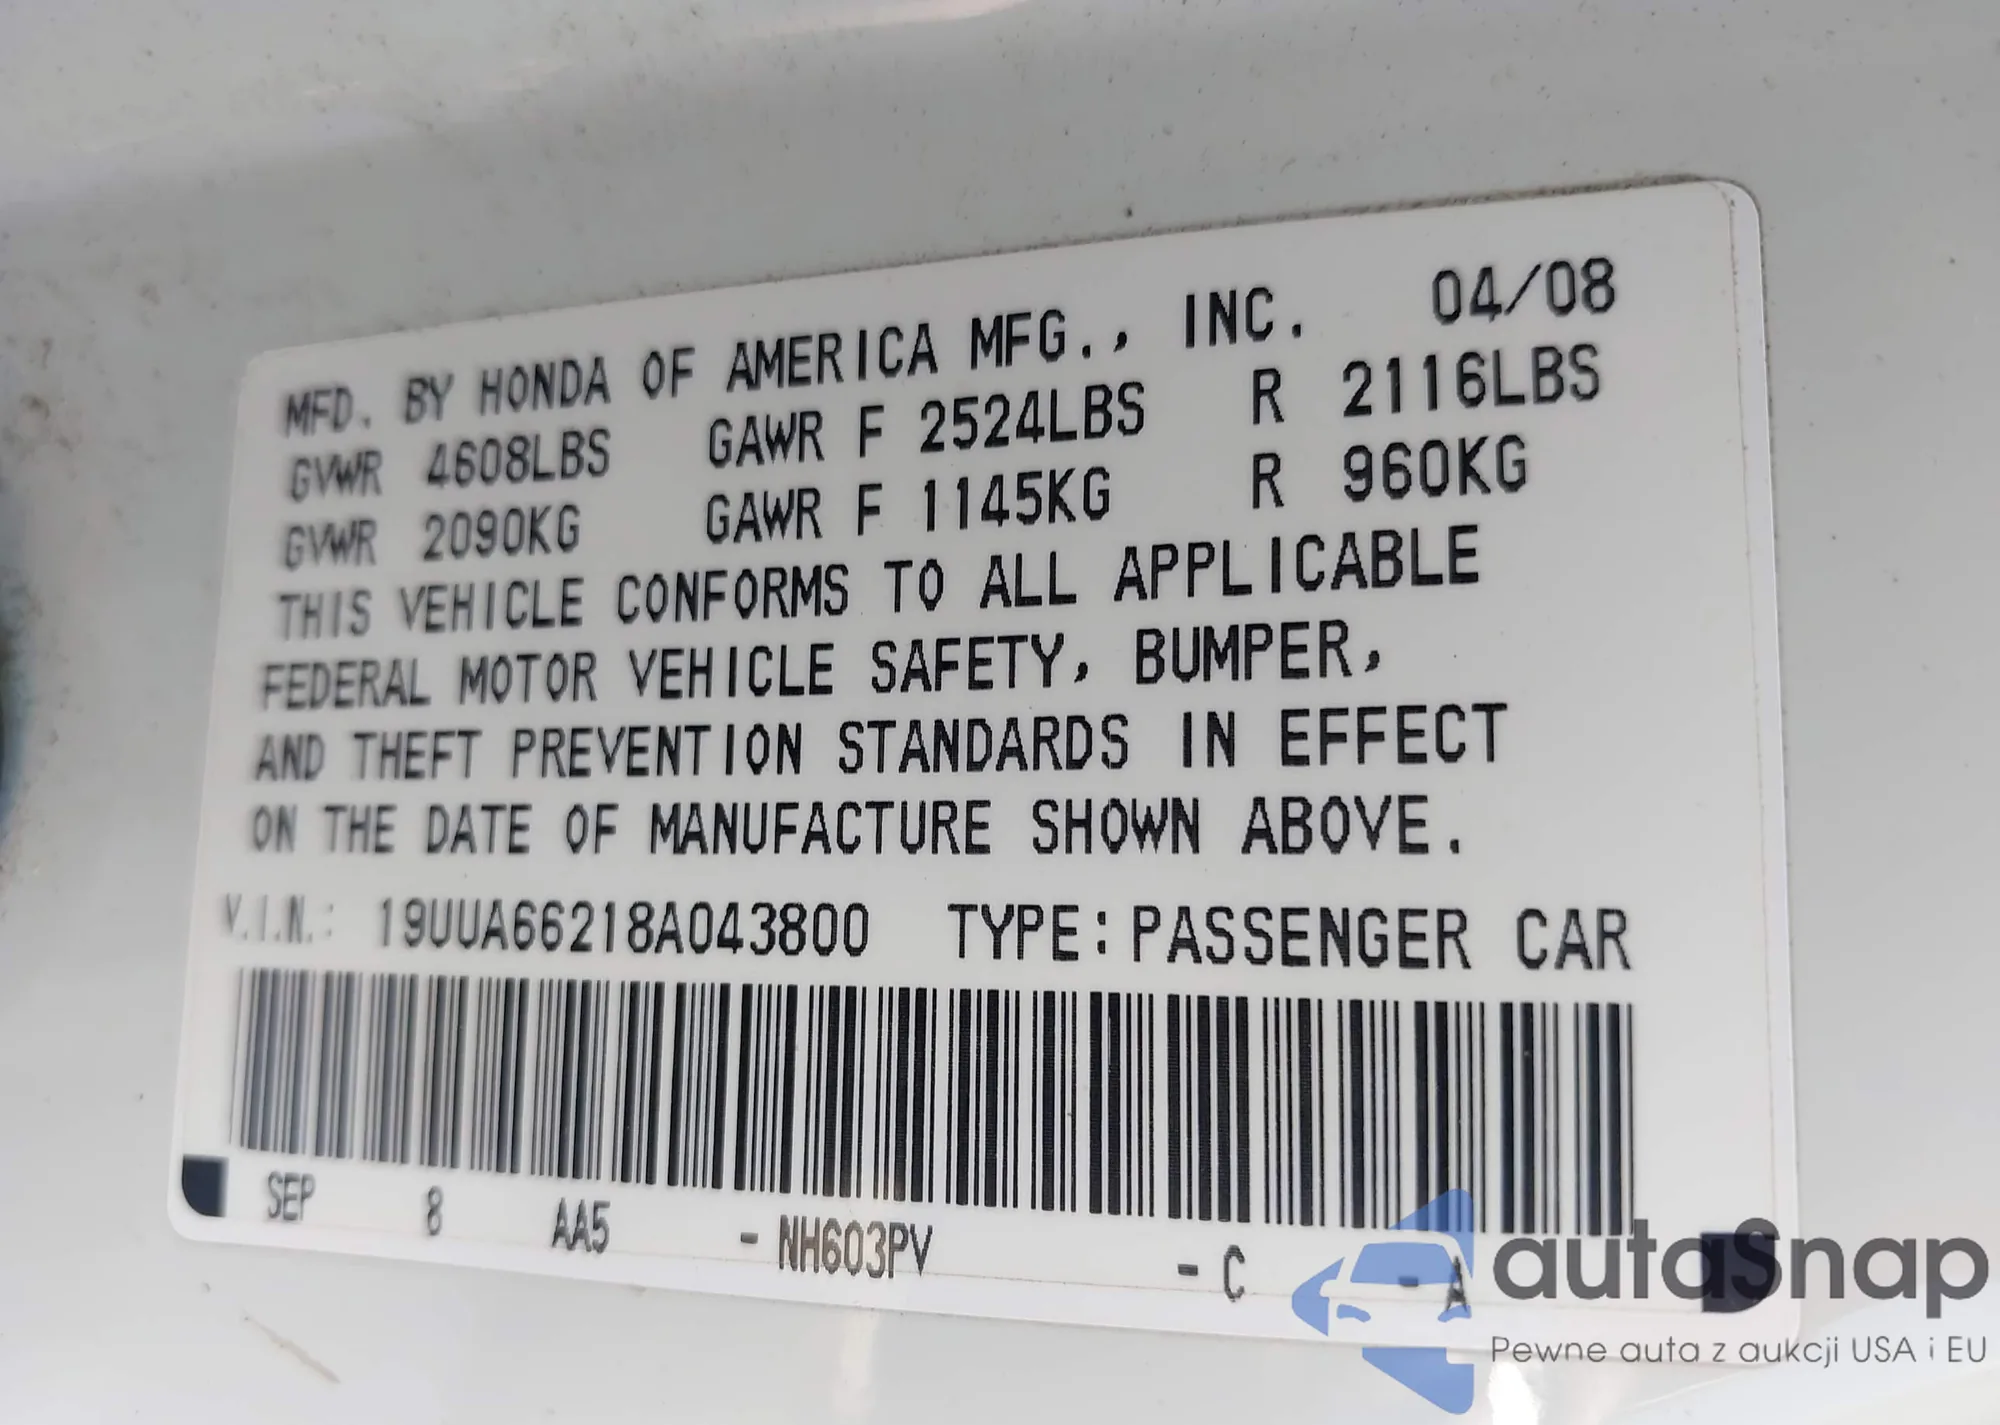 MFD. BY HONDA OF AMERICA MFG., INC. 04/08
GVWR 4608LBS GAWR F 2524LBS R 2116LBS
GVWR 2090KG GAWR F 1145KG R 960KG
THIS VEHICLE CONFORMS TO ALL APPLICABLE
FEDERAL MOTOR VEHICLE SAFETY, BUMPER,
AND THEFT PREVENTION STANDARDS IN EFFECT
ON THE DATE OF MANUFACTURE SHOWN ABOVE.
V.I.N.: 19UUA66218A043800 TYPE: PASSENGER CAR
SEP 8 AA5 - NH603PV - C - A
autaSnap
Pewne auta z aukcji USA i EU